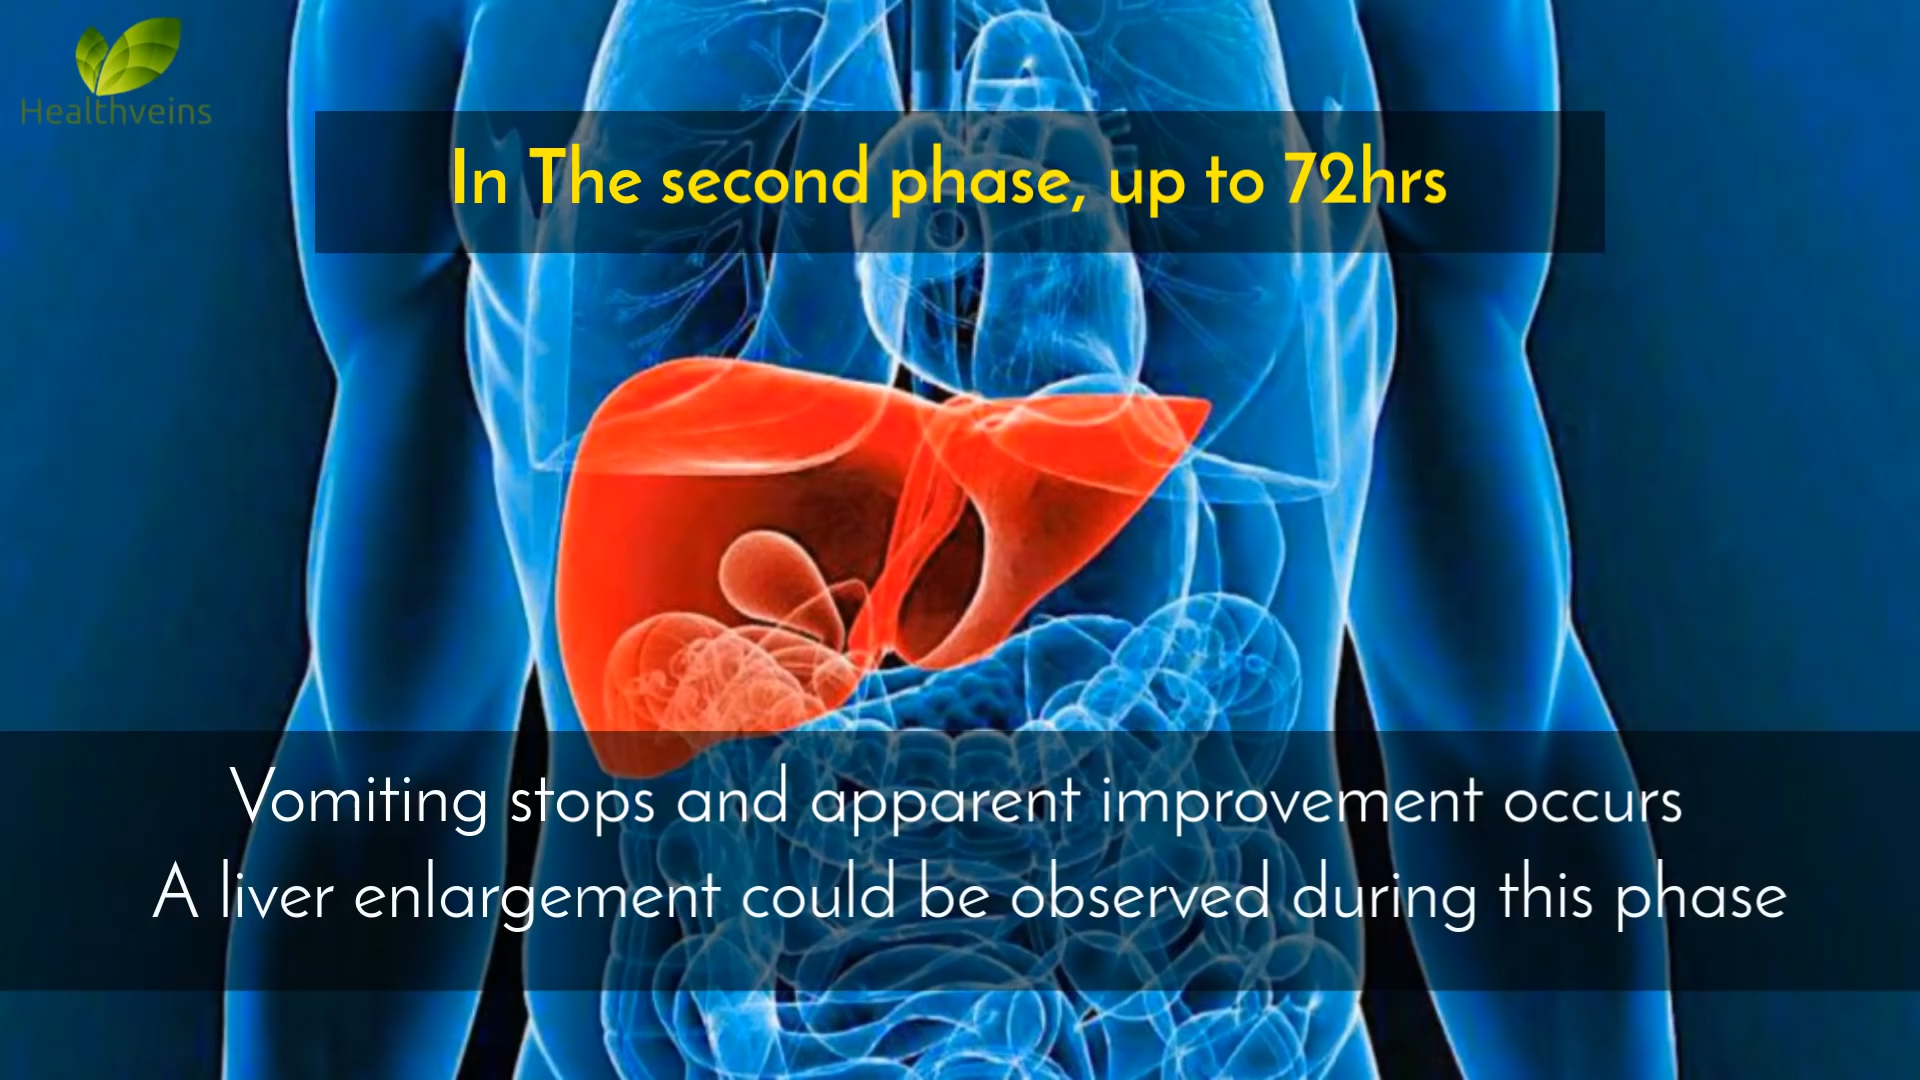 Healthveins
In The second phase, up to 72hrs
Vomiting stops and apparent improvement occurs
A liver enlargement could be observed during this phase